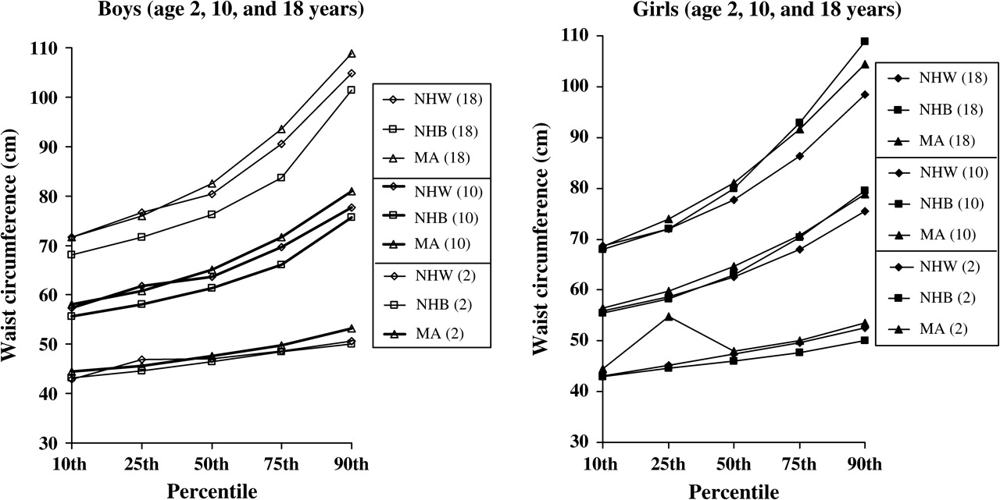 Boys (age 2, 10, and 18 years)
110
100
90
80
70
60
50
40
30
Waist circumference (cm)
10th 25th 50th 75th 90th
Percentile
NHW (18)
NHB (18)
MA (18)
NHW (10)
NHB (10)
MA (10)
NHW (2)
NHB (2)
MA (2)
Girls (age 2, 10, and 18 years)
110
100
90
80
70
60
50
40
30
Waist circumference (cm)
10th 25th 50th 75th 90th
Percentile
NHW (18)
NHB (18)
MA (18)
NHW (10)
NHB (10)
MA (10)
NHW (2)
NHB (2)
MA (2)